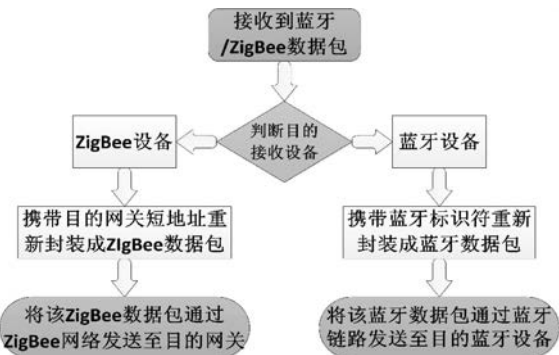 接收到蓝牙
/ZigBee数据包
判断目的
接收设备
ZigBee设备
蓝牙设备
携带目的网关短地址重
新封装成ZIgBee数据包
携带蓝牙标识符重新
封装成蓝牙数据包
将该ZigBee数据包通过
ZigBee网络发送至目的网关
将该蓝牙数据包通过蓝牙
链路发送至目的蓝牙设备